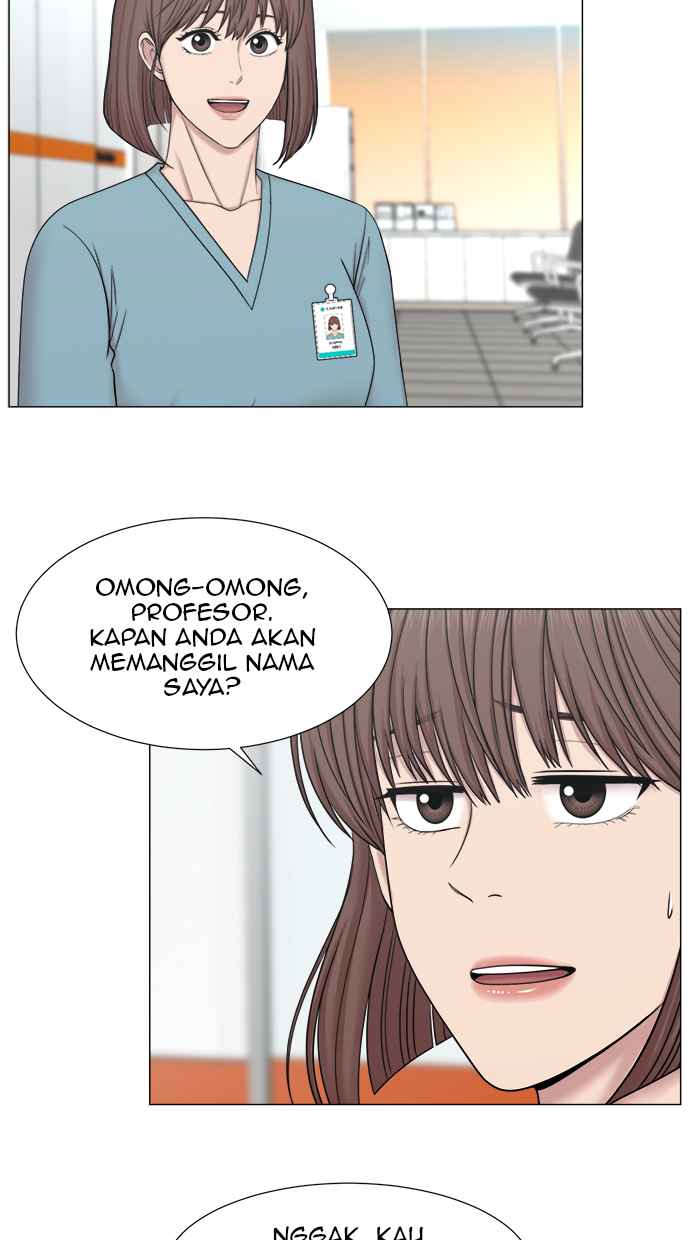 OMONG-OMONG,
PROFESOR.
KAPAN ANDA AKAN
MEMANGGIL NAMA
SAYA?
NGGAK, KAU